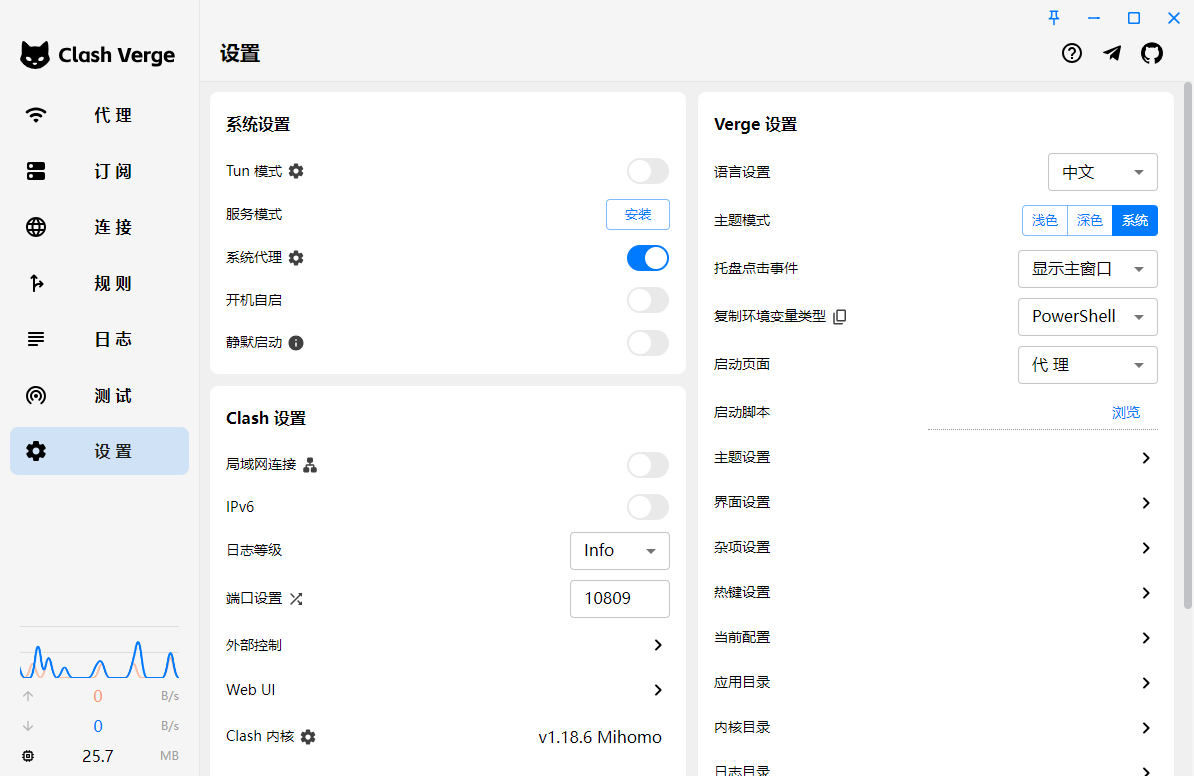 Clash Verge
代 理
订 阅
连 接
规 则
日 志
测 试
设 置
0 B/s
0 B/s
25.7 MB
设置
系统设置
Tun 模式
服务模式 安装
系统代理
开机自启
静默启动
Clash 设置
局域网连接
IPv6
日志等级 Info
端口设置 10809
外部控制
Web UI
Clash 内核 v1.18.6 Mihomo
Verge 设置
语言设置 中文
主题模式 浅色 深色 系统
托盘点击事件 显示主窗口
复制环境变量类型 PowerShell
启动页面 代 理
启动脚本 浏览
主题设置
界面设置
杂项设置
热键设置
当前配置
应用目录
内核目录
日志目录